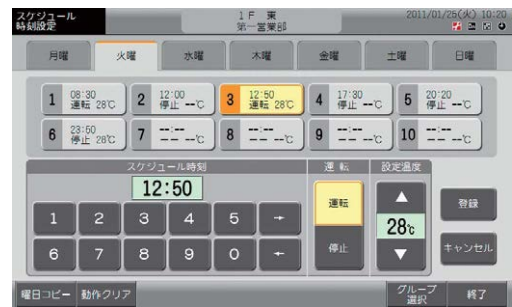 スケジュール
時刻設定
1F 東
第一営業部
2011/01/25(火) 10:20
月曜 火曜 水曜 木曜 金曜 土曜 日曜
1 08:30 運転 28℃
2 12:00 停止 --℃
3 12:50 運転 28℃
4 17:30 停止 --℃
5 20:20 停止 --℃
6 23:50 停止 28℃
7 --:-- -- --℃
8 --:-- -- --℃
9 --:-- -- --℃
10 --:-- -- --℃
スケジュール時刻 運転 設定温度
12:50
1 2 3 4 5 →
6 7 8 9 0 ←
運転
停止
▲
28℃
▼
登録
キャンセル
曜日コピー 動作クリア グループ選択 終了